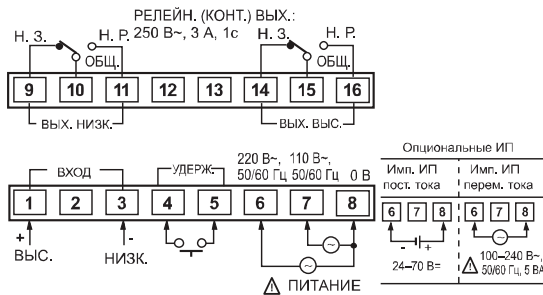 РЕЛЕЙН. (КОНТ.) ВЫХ.:
250 В~, 3 А, 1с
Н. З. Н. Р. Н. З. Н. Р.
ОБЩ. ОБЩ.
9 10 11 12 13 14 15 16
ВЫХ. НИЗК. ВЫХ. ВЫС.
220 В~, 110 В~,
ВХОД УДЕРЖ. 50/60 Гц 50/60 Гц 0 В
1 2 3 4 5 6 7 8
+ -
ВЫС. НИЗК.
~
~
⚠ ПИТАНИЕ
Опциональные ИП
Имп. ИП
пост. тока
6 7 8
- +
24–70 В=
Имп. ИП
перем. тока
6 7 8
~
⚠ 100–240 В~,
50/60 Гц, 5 ВА